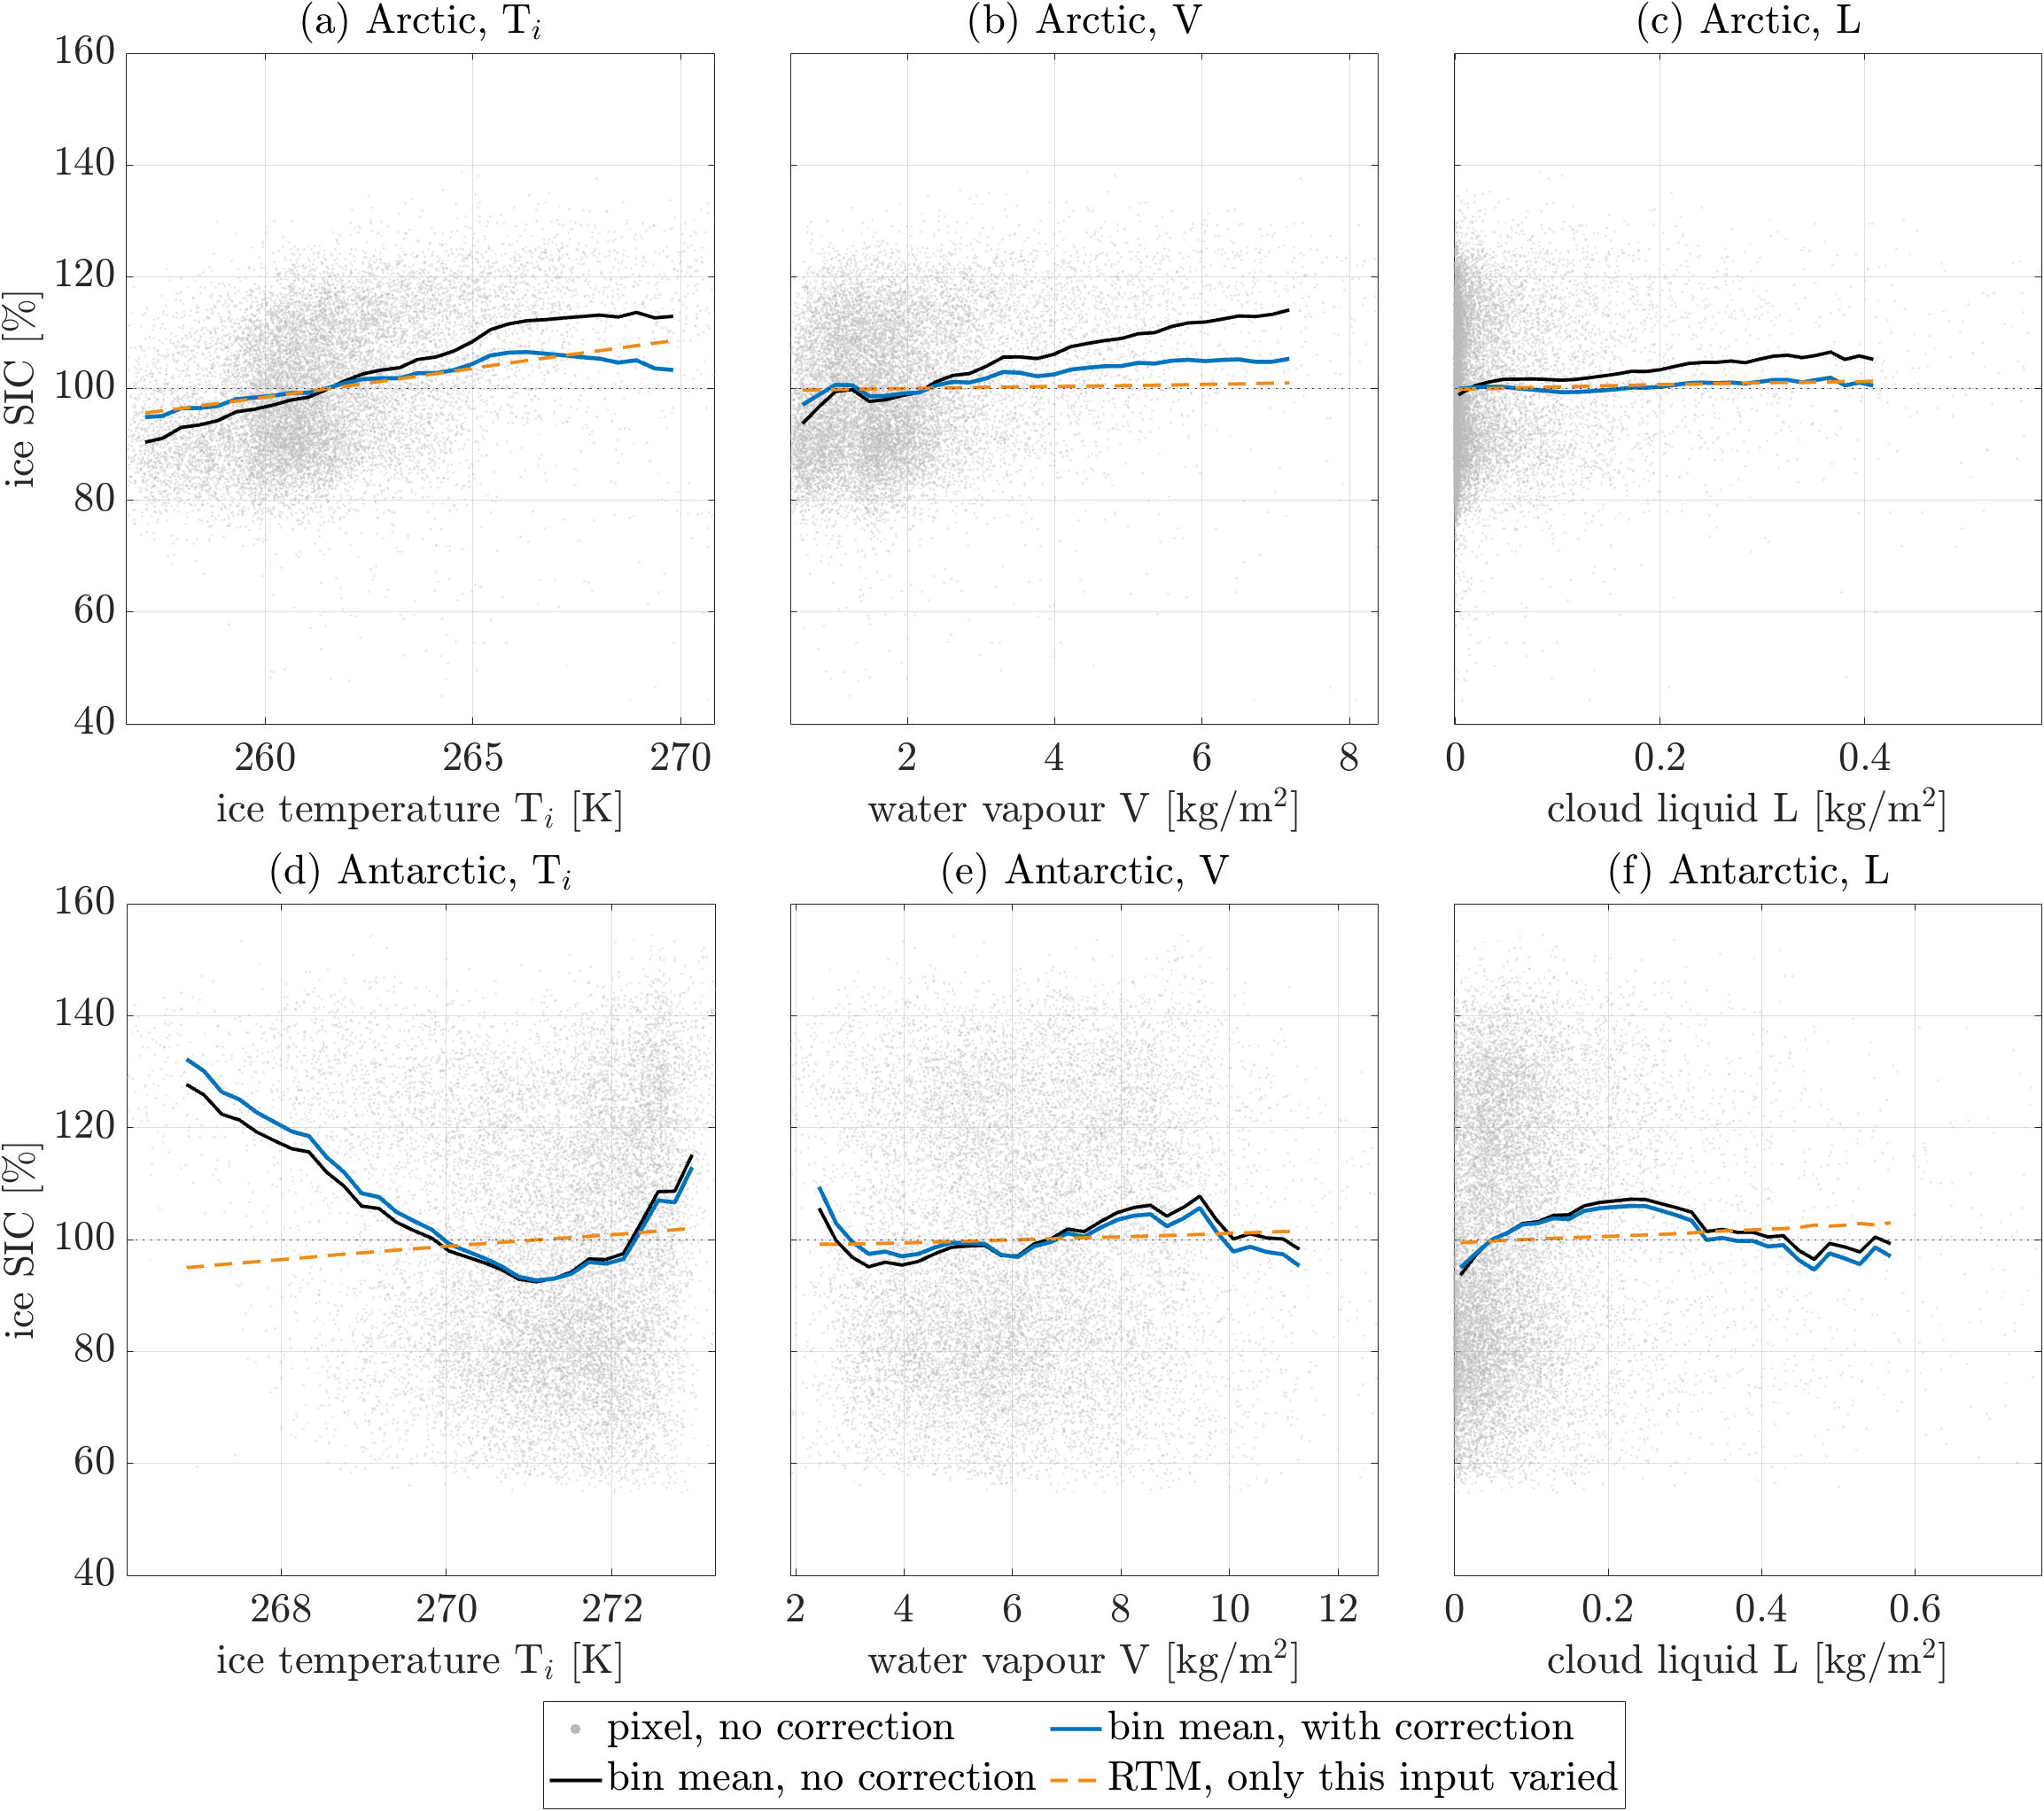 (a) Arctic, Tᵢ
(b) Arctic, V
(c) Arctic, L
ice SIC [%]
160
140
120
100
80
60
40
260 265 270
2 4 6 8
0 0.2 0.4
ice temperature Tᵢ [K]
water vapour V [kg/m²]
cloud liquid L [kg/m²]
(d) Antarctic, Tᵢ
(e) Antarctic, V
(f) Antarctic, L
ice SIC [%]
160
140
120
100
80
60
40
268 270 272
2 4 6 8 10 12
0 0.2 0.4 0.6
ice temperature Tᵢ [K]
water vapour V [kg/m²]
cloud liquid L [kg/m²]
pixel, no correction
bin mean, with correction
bin mean, no correction
RTM, only this input varied